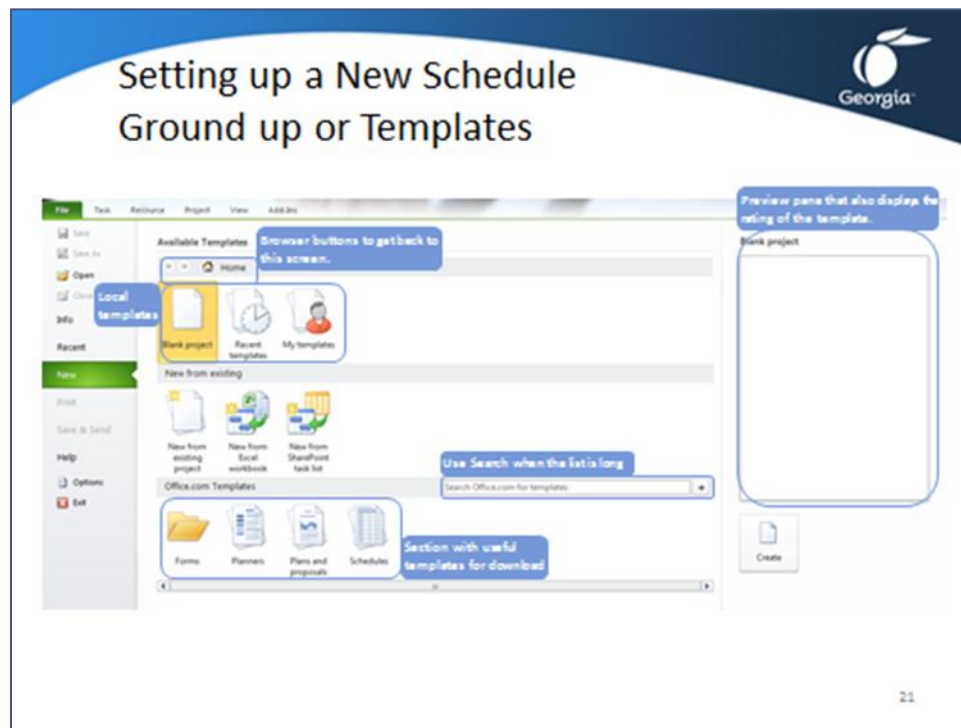 Setting up a New Schedule
Ground up or Templates
Georgia
File Task Resource Project View Add-Ins
Save
Save As
Open
Close
Info
Recent
New
Print
Save & Send
Help
Options
Exit
Available Templates
Browser buttons to get back to
this screen.
Home
Local
templates
Blank project
Recent
templates
My templates
New from existing
New from
existing
project
New from
Excel
workbook
New from
SharePoint
task list
Use Search when the list is long
Office.com Templates
Search Office.com for templates
Forms
Planners
Plans and
proposals
Schedules
Section with useful
templates for download
Preview pane that also displays the
rating of the template.
Blank project
Create
21